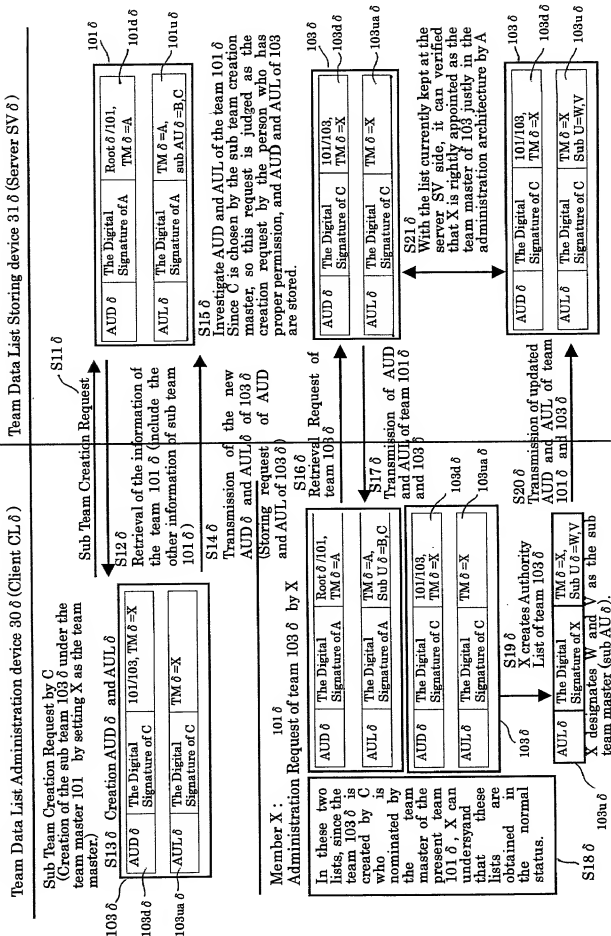 Team Data List Administration device 30 δ (Client CL δ)
Team Data List Storing device 31 δ (Server SV δ)
Sub Team Creation Request by C
(Creation of the sub team 103 δ under the
team master 101 by setting X as the team
master.)
Sub Team Creation Request
S11 δ
S12 δ
Retrieval of the information of
the team 101 δ (include the
other information of sub team
101 δ)
101 δ
AUD δ
The Digital
Signature of A
Root δ /101,
TM δ =A
101d δ
AUL δ
The Digital
Signature of A
TM δ =A,
sub AU δ =B,C
101u δ
S13 δ Creation AUD δ and AUL δ
103 δ
AUD δ
The Digital
Signature of C
101/103, TM δ =X
103d δ
AUL δ
The Digital
Signature of C
TM δ =X
103ua δ
S14 δ
Transmission of the new
AUD δ and AUL δ of 103 δ
(Storing request of AUD
and AUL of 103 δ)
S15 δ
Investigate AUD and AUL of the team 101 δ
Since C is chosen by the sub team creation
master, so this request is judged as the
creation request by the person who has
proper permission, and AUD and AUL of 103
are stored.
Member X :
Administration Request of team 103 δ by X
S16 δ
Retrieval Request of
team 103 δ
103 δ
AUD δ
The Digital
Signature of C
101/103,
TM δ =X
103d δ
AUL δ
The Digital
Signature of C
TM δ =X
103ua δ
S17 δ
Transmission of AUD
and AUL of team 101 δ
and 103 δ
101 δ
AUD δ
The Digital
Signature of A
Root δ /101,
TM δ =A
AUL δ
The Digital
Signature of A
TM δ =A,
Sub U δ =B,C
AUD δ
The Digital
Signature of C
101/103,
TM δ =X
103d δ
AUL δ
The Digital
Signature of C
TM δ =X
103ua δ
103 δ
In these two
lists, since the
team 103 δ is
created by C
who is
nominated by
the team
master of the
present team
101 δ , X can
undersyand
that these
lists are
obtained in
the normal
status.
S18 δ
S19 δ
X creates Authority
List of team 103 δ
AUL δ
The Digital
Signature of X
TM δ =X,
Sub U δ =W,V
103u δ
X designates W and V as the sub
team master (sub AU δ).
S20 δ
Transmission of updated
AUD and AUL of team
101 δ and 103 δ
S21 δ
With the list currently kept at the
server SV side, it can verified
that X is rightly appointed as the
team master of 103 justly in the
administration architecture by A
103 δ
AUD δ
The Digital
Signature of C
101/103,
TM δ =X
103d δ
AUL δ
The Digital
Signature of C
TM δ =X
Sub U=W,V
103u δ